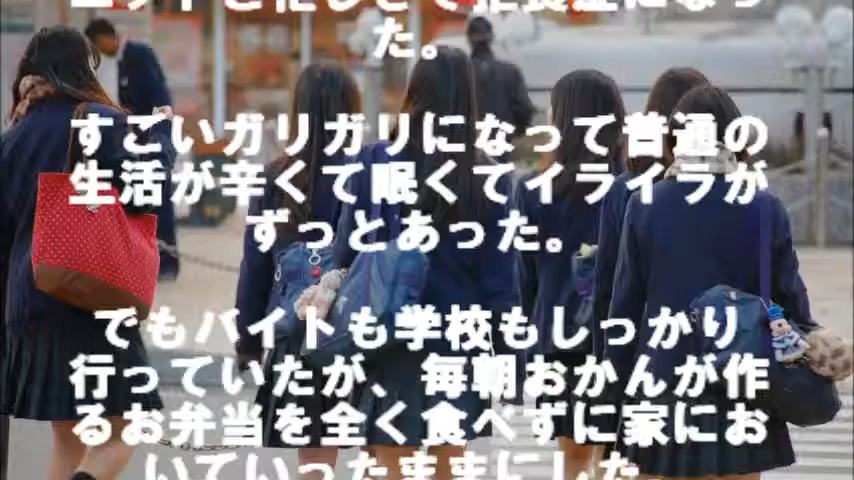 た。
すごいガリガリになって普通の
生活が辛くて眠くてイライラが
ずっとあった。
でもバイトも学校もしっかり
行っていたが、毎朝おかんが作
るお弁当を全く食べずに家にお
いていったままにした。